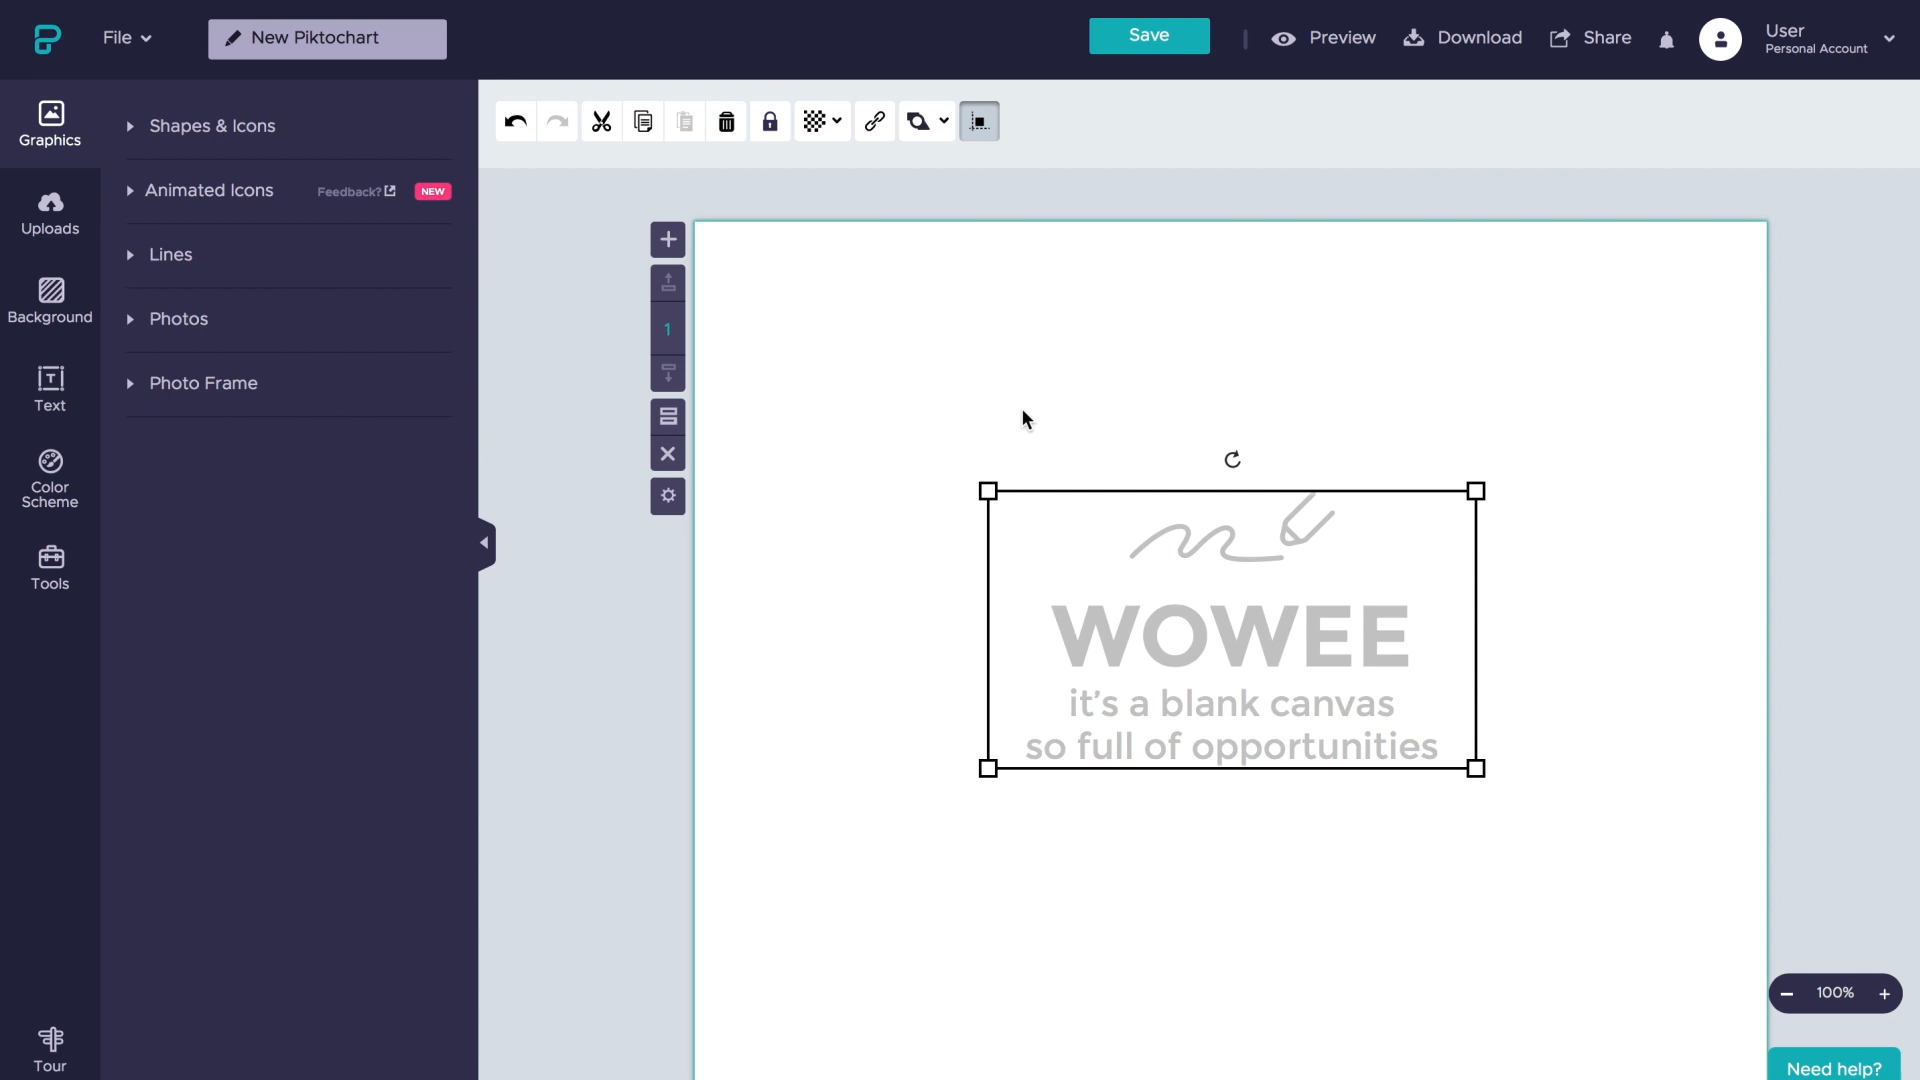 File
New Piktochart
Save
Preview
Download
Share
User
Personal Account
Graphics
Uploads
Background
Text
Color
Scheme
Tools
Tour
Shapes & Icons
Animated Icons
Feedback?
NEW
Lines
Photos
Photo Frame
1
WOWEE
it's a blank canvas
so full of opportunities
100%
Need help?